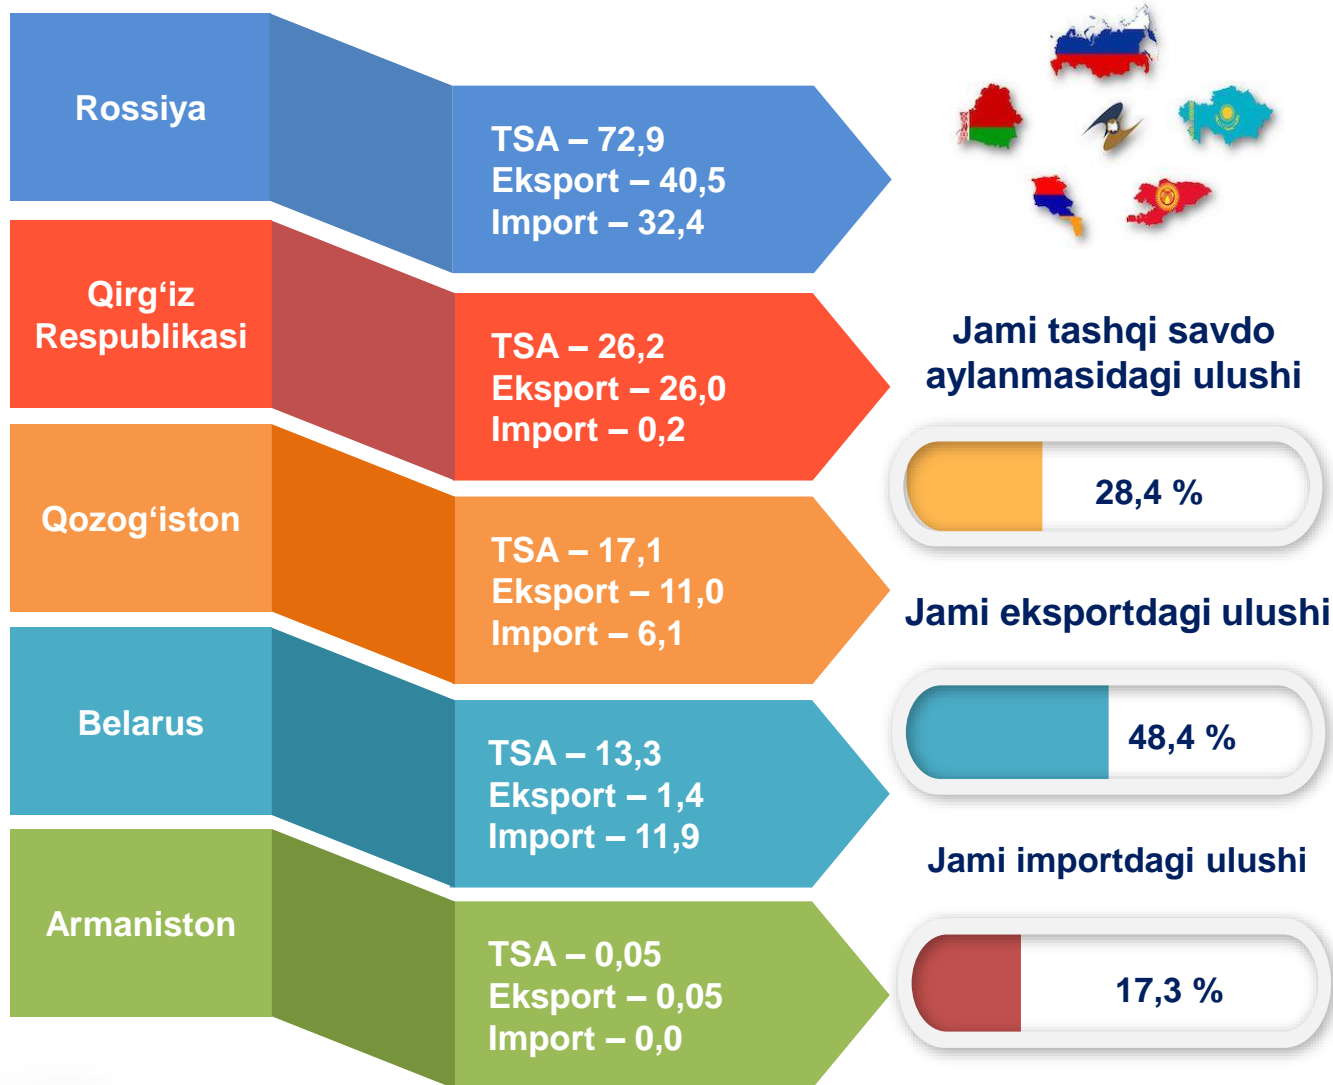 Rossiya
TSA – 72,9
Eksport – 40,5
Import – 32,4
Qirg‘iz
Respublikasi
TSA – 26,2
Eksport – 26,0
Import – 0,2
Qozog‘iston
TSA – 17,1
Eksport – 11,0
Import – 6,1
Belarus
TSA – 13,3
Eksport – 1,4
Import – 11,9
Armaniston
TSA – 0,05
Eksport – 0,05
Import – 0,0
Jami tashqi savdo
aylanmasidagi ulushi
28,4 %
Jami eksportdagi ulushi
48,4 %
Jami importdagi ulushi
17,3 %